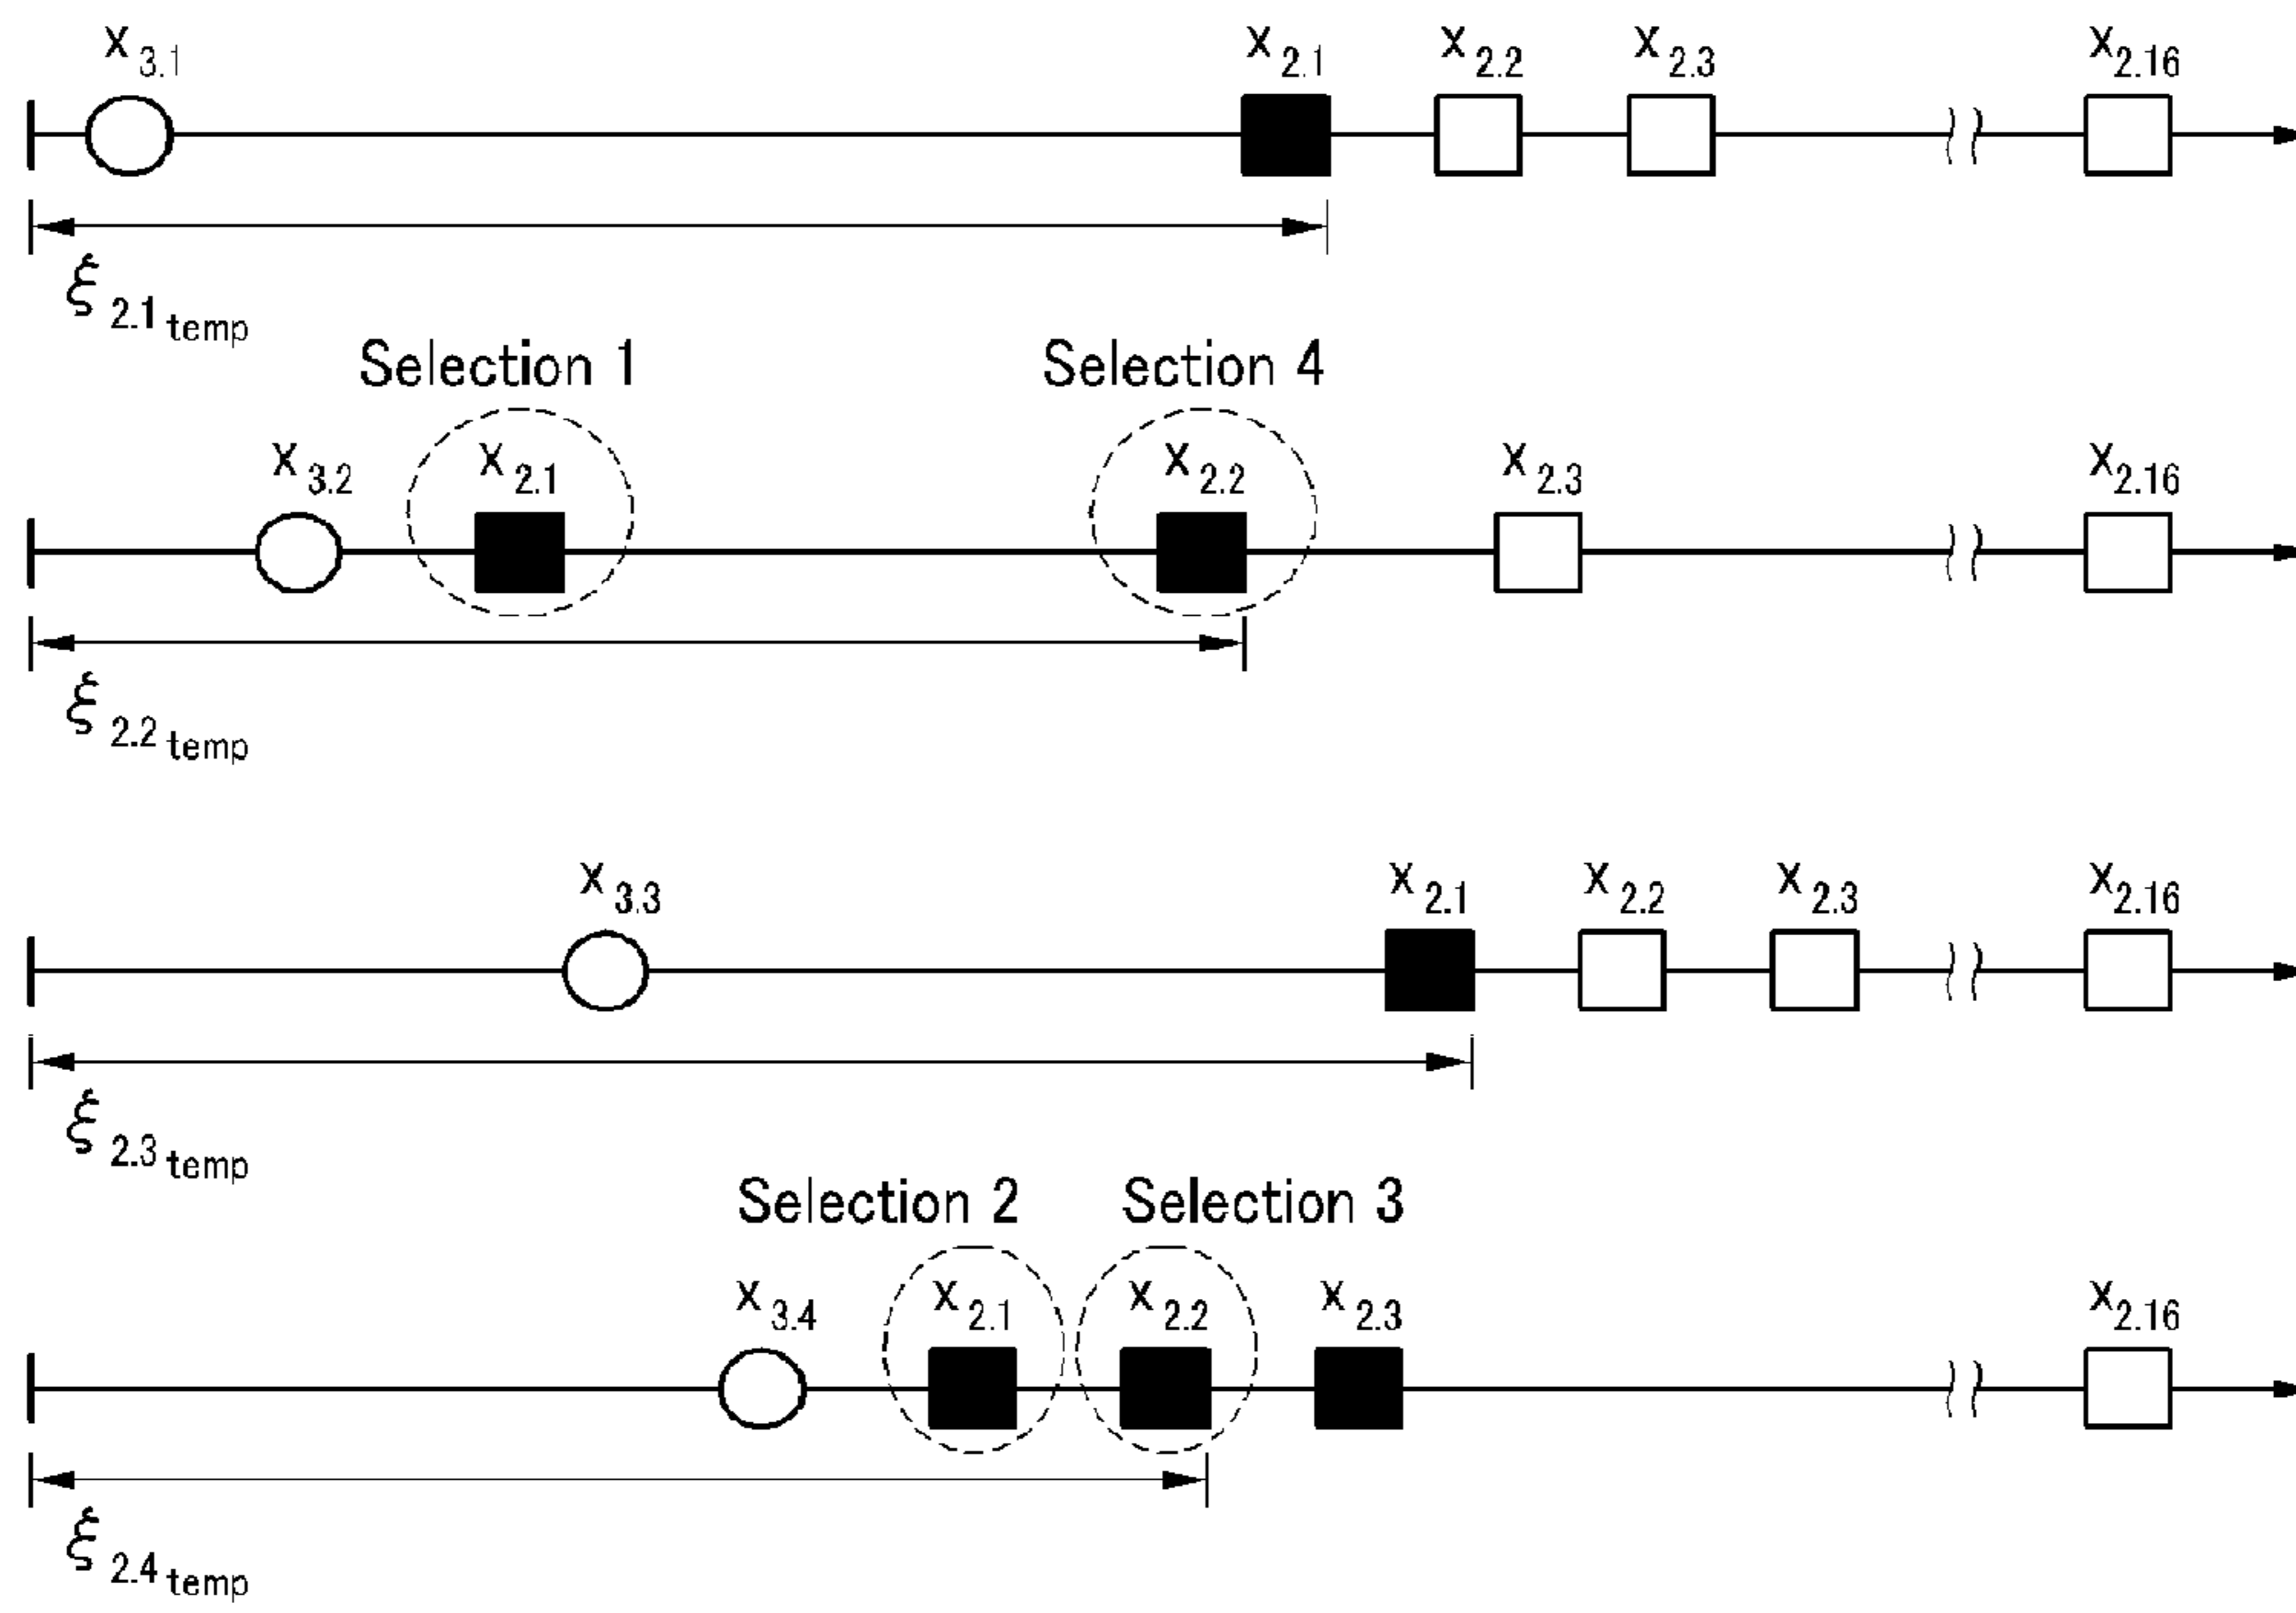 x3.1 x2.1 x2.2 x2.3 x2.16
ξ2.1temp
Selection 1 Selection 4
x3.2 x2.1 x2.2 x2.3 x2.16
ξ2.2temp
x3.3 x2.1 x2.2 x2.3 x2.16
ξ2.3temp
Selection 2 Selection 3
x3.4 x2.1 x2.2 x2.3 x2.16
ξ2.4temp